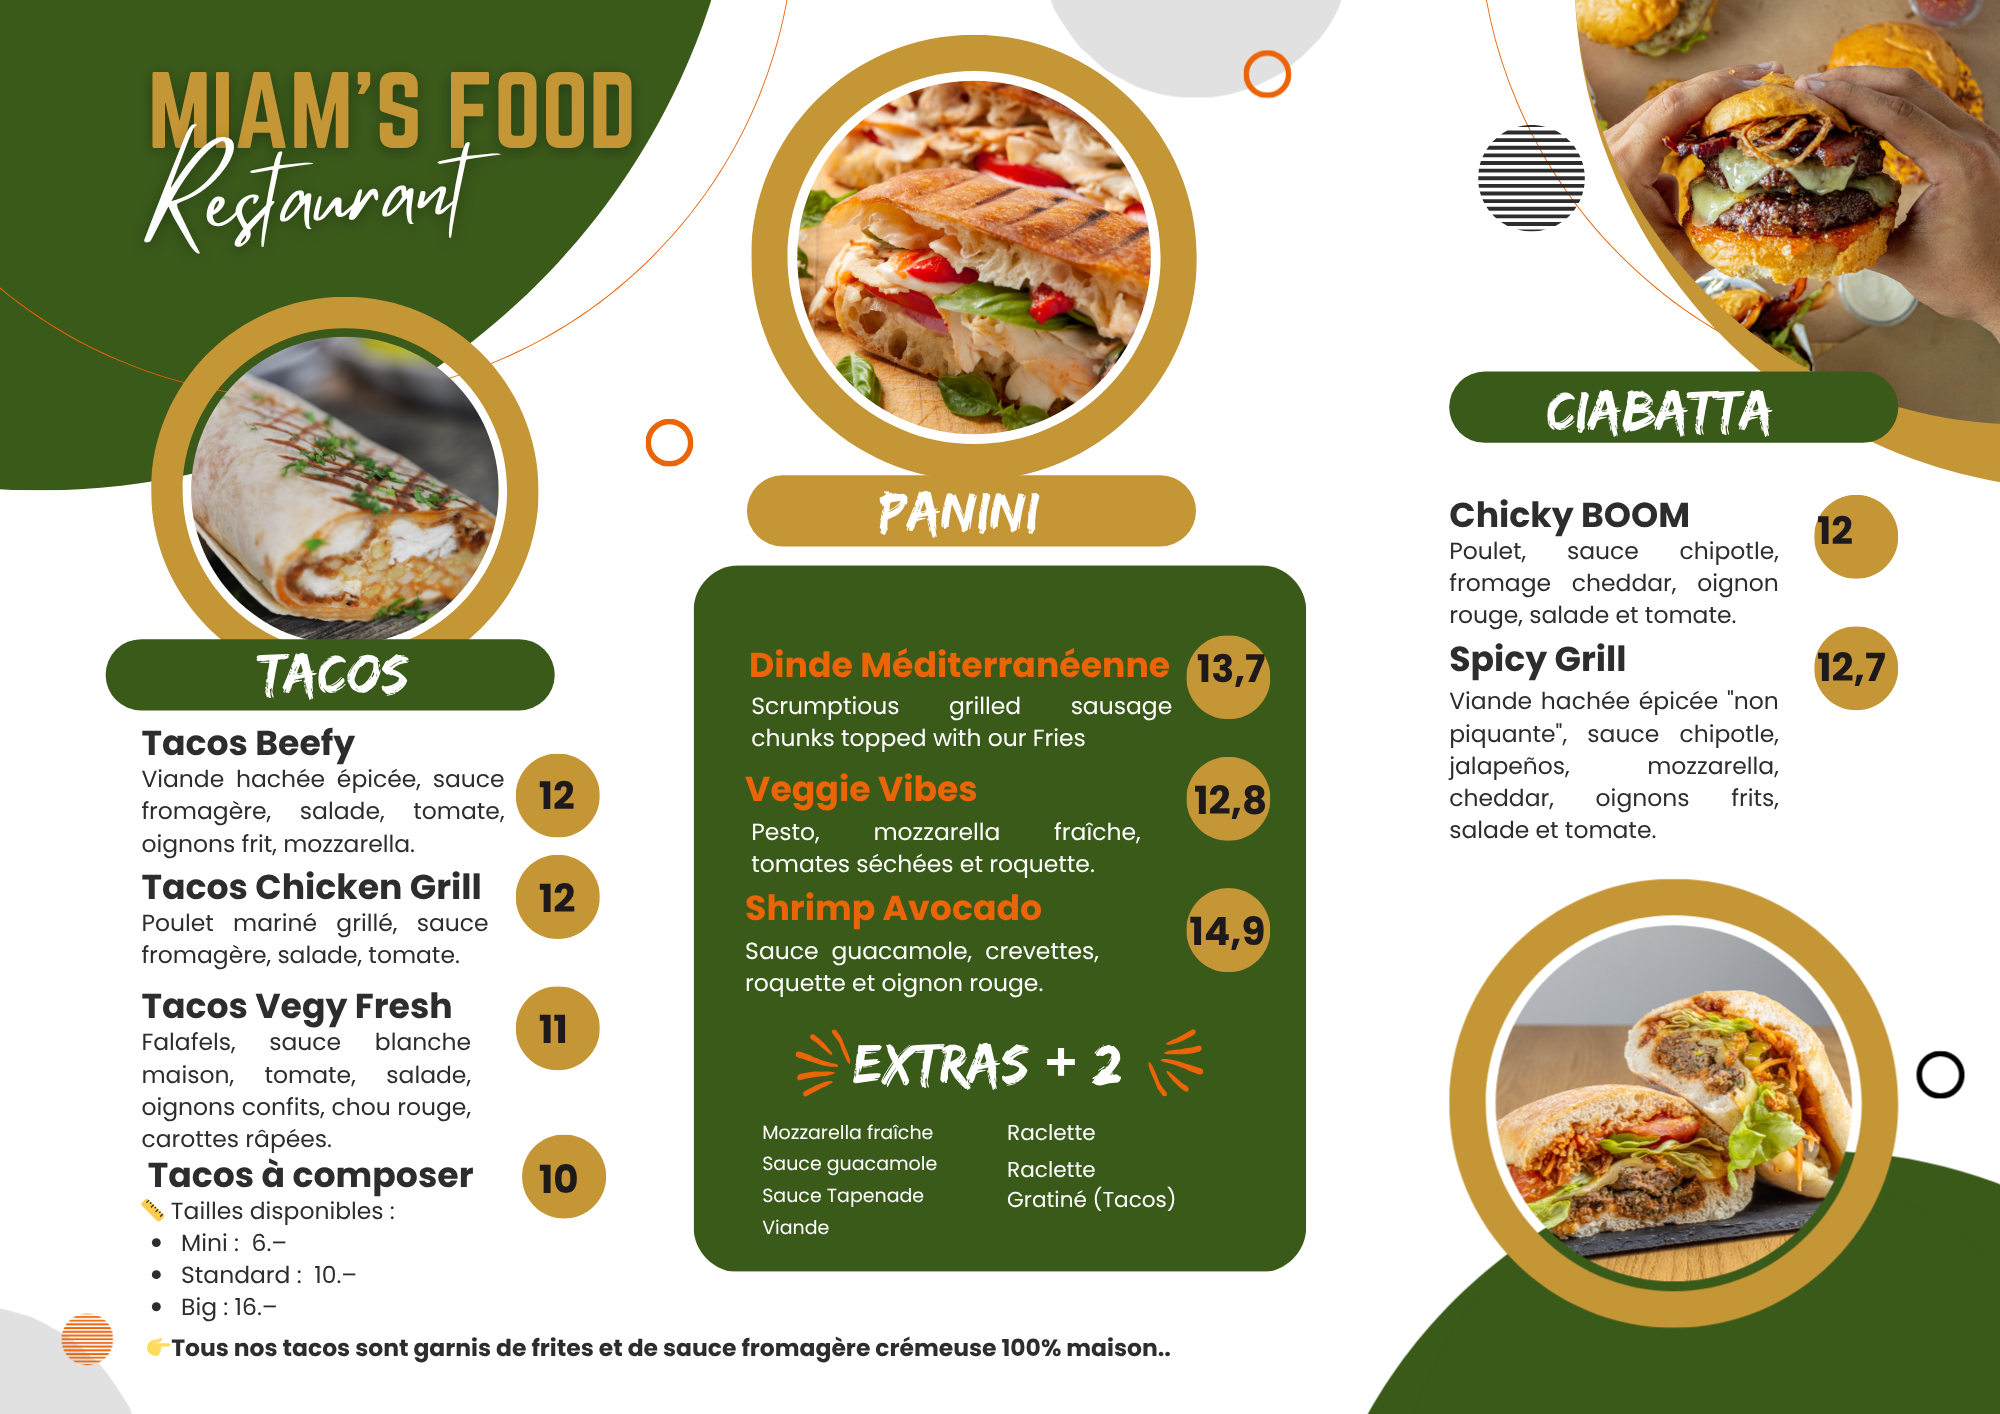 MIAM'S FOOD
Restaurant
TACOS
Tacos Beefy
Viande hachée épicée, sauce
fromagère, salade, tomate,
oignons frit, mozzarella.
12
Tacos Chicken Grill
Poulet mariné grillé, sauce
fromagère, salade, tomate.
12
Tacos Vegy Fresh
Falafels, sauce blanche
maison, tomate, salade,
oignons confits, chou rouge,
carottes râpées.
11
Tacos à composer
10
📏 Tailles disponibles :
• Mini : 6.–
• Standard : 10.–
• Big : 16.–
👉Tous nos tacos sont garnis de frites et de sauce fromagère crémeuse 100% maison..
PANINI
Dinde Méditerranéenne
13,7
Scrumptious grilled sausage
chunks topped with our Fries
Veggie Vibes
12,8
Pesto, mozzarella fraîche,
tomates séchées et roquette.
Shrimp Avocado
14,9
Sauce guacamole, crevettes,
roquette et oignon rouge.
EXTRAS + 2
Mozzarella fraîche
Sauce guacamole
Sauce Tapenade
Viande
Raclette
Raclette
Gratiné (Tacos)
CIABATTA
Chicky BOOM
12
Poulet, sauce chipotle,
fromage cheddar, oignon
rouge, salade et tomate.
Spicy Grill
12,7
Viande hachée épicée "non
piquante", sauce chipotle,
jalapeños, mozzarella,
cheddar, oignons frits,
salade et tomate.